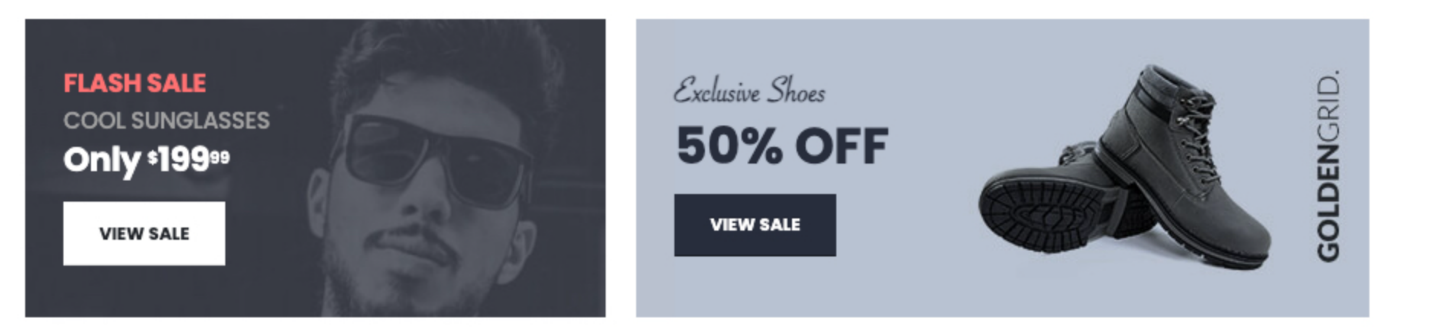 FLASH SALE
COOL SUNGLASSES
Only $19999
VIEW SALE
Exclusive Shoes
50% OFF
VIEW SALE
GOLDENGRID.